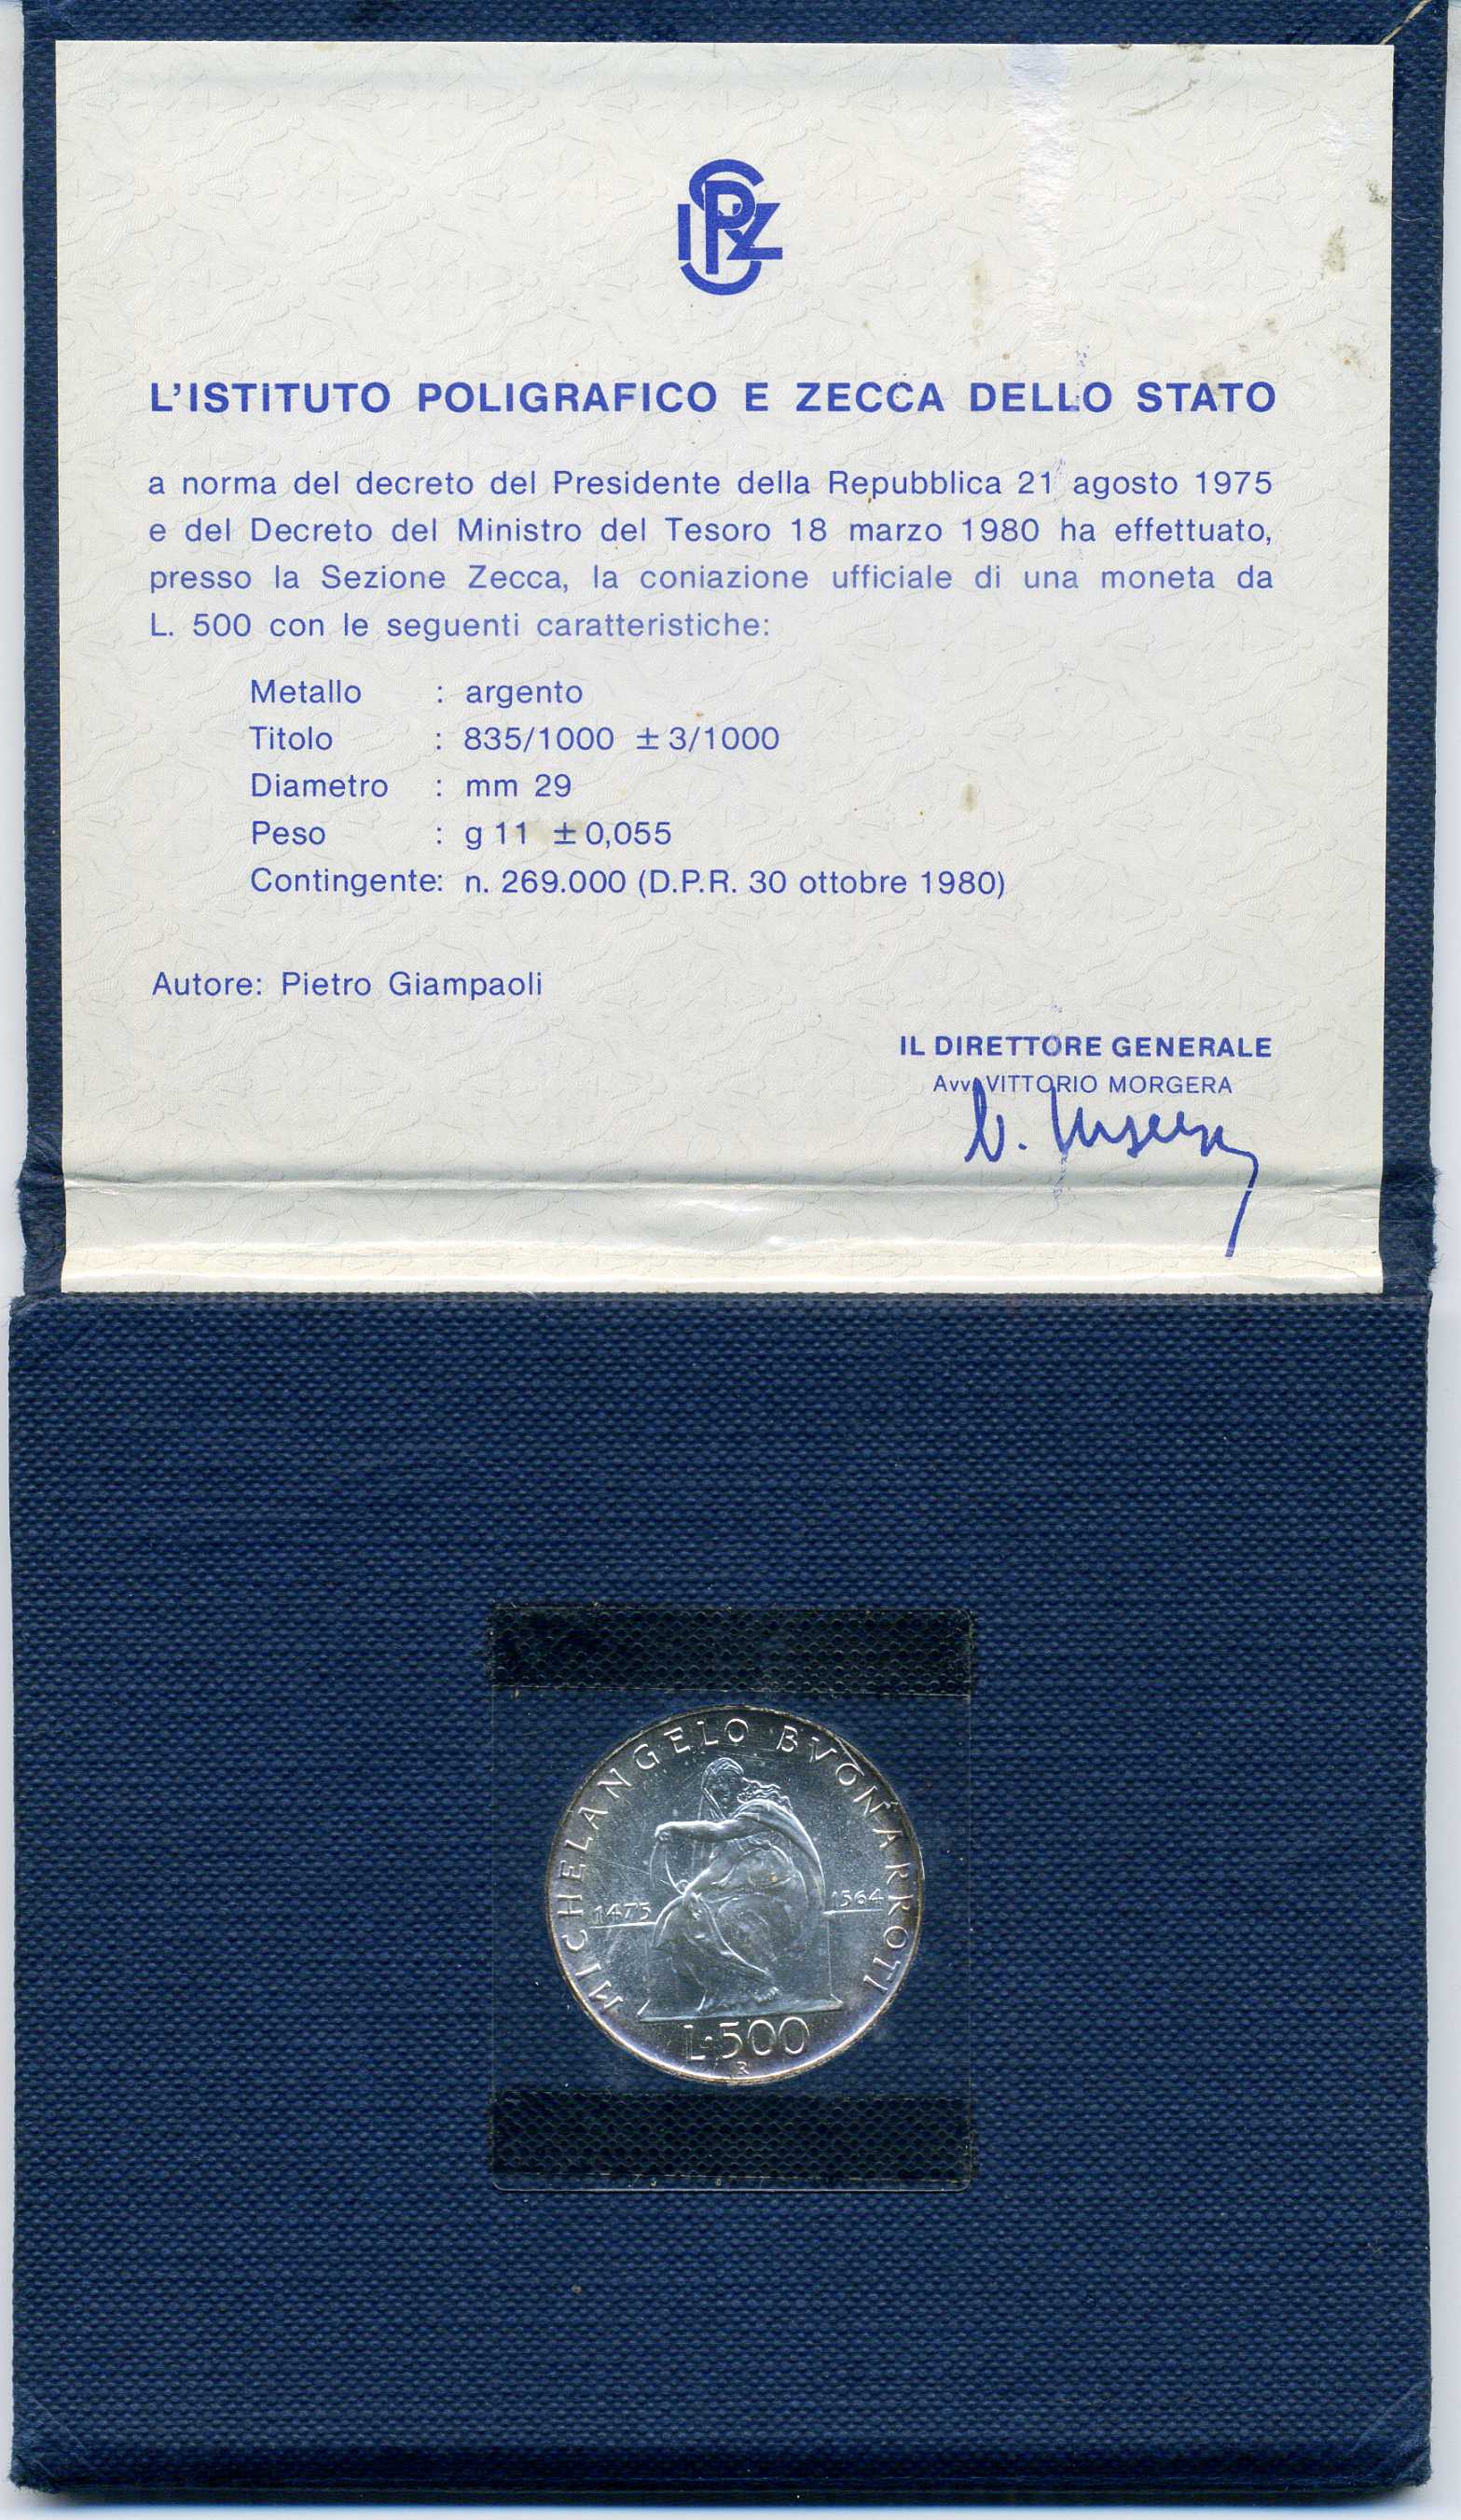 IPZS
L'ISTITUTO POLIGRAFICO E ZECCA DELLO STATO
a norma del decreto del Presidente della Repubblica 21 agosto 1975
e del Decreto del Ministro del Tesoro 18 marzo 1980 ha effettuato,
presso la Sezione Zecca, la coniazione ufficiale di una moneta da
L. 500 con le seguenti caratteristiche:
Metallo : argento
Titolo : 835/1000 ± 3/1000
Diametro : mm 29
Peso : g 11 ± 0,055
Contingente: n. 269.000 (D.P.R. 30 ottobre 1980)
Autore: Pietro Giampaoli
IL DIRETTORE GENERALE
Avv. VITTORIO MORGERA
V. Morgera
MICHELANGELO BVONARROTI
1475 1564
L.500
R